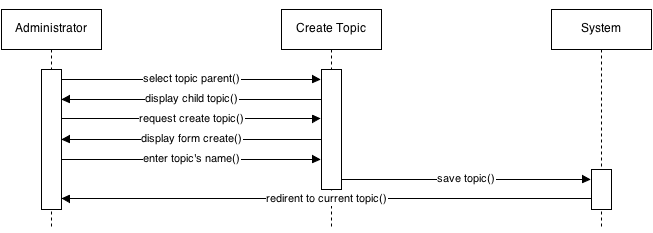 Administrator
Create Topic
System
select topic parent()
display child topic()
request create topic()
display form create()
enter topic's name()
save topic()
redirent to current topic()